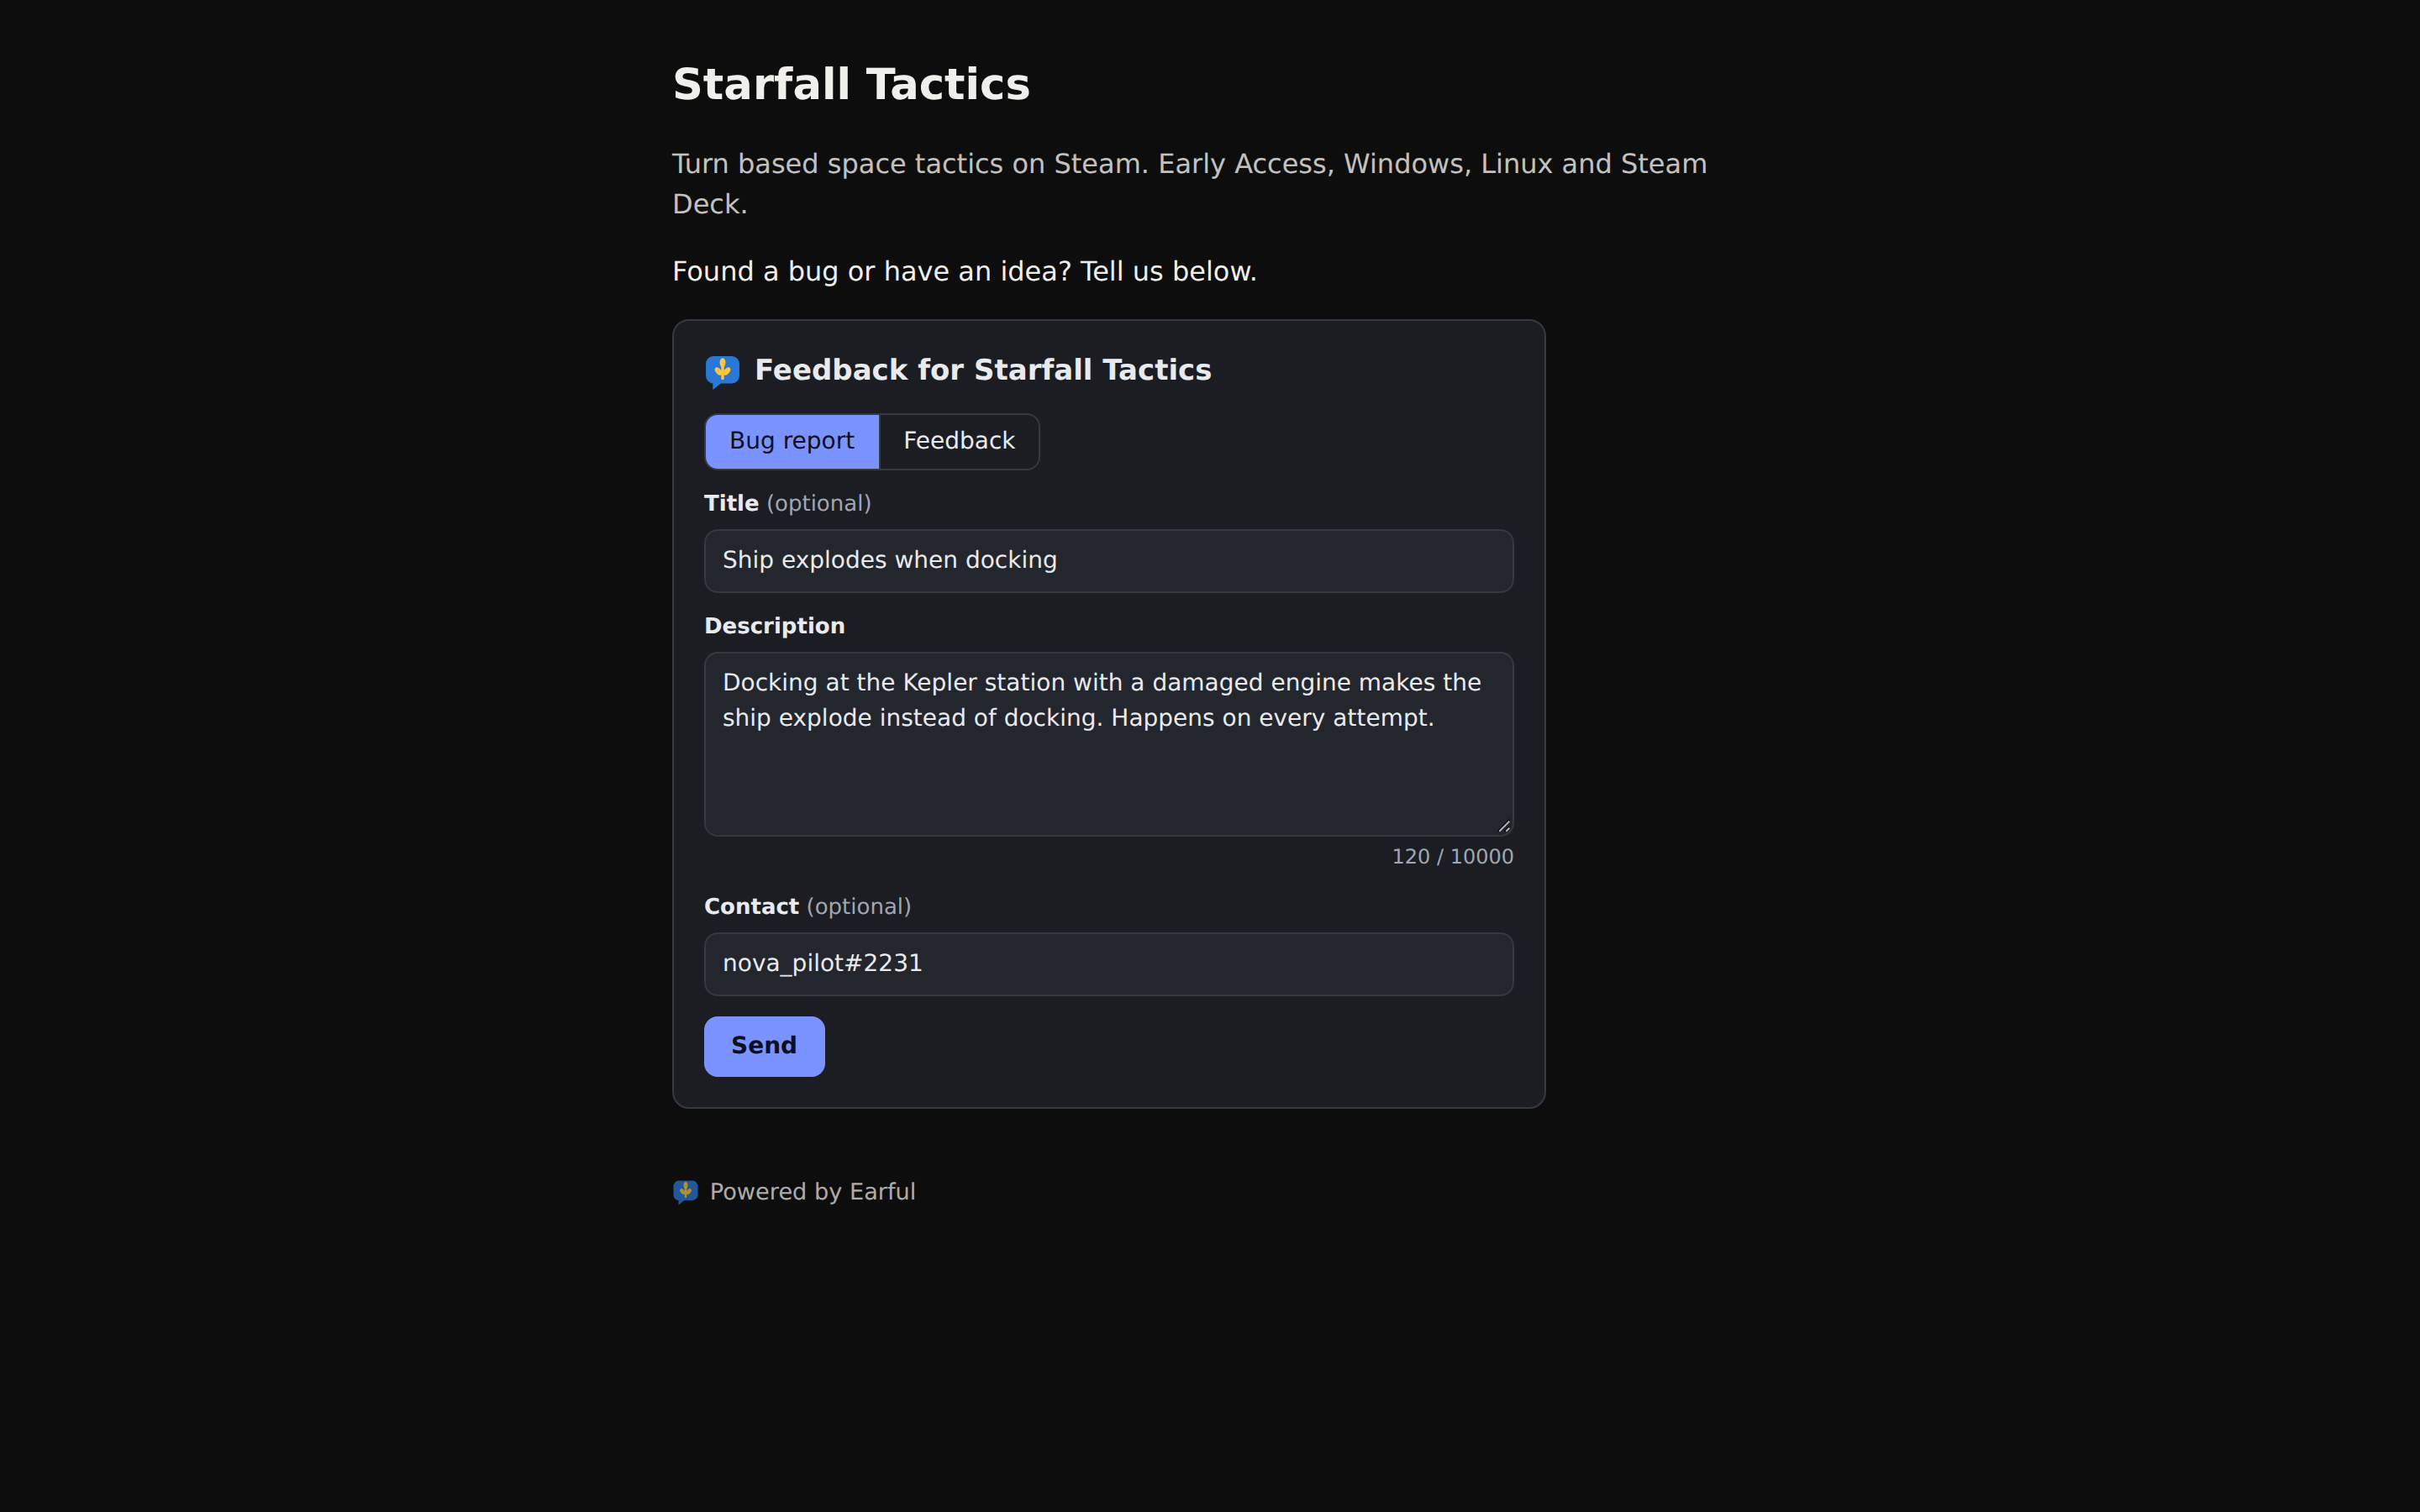 Starfall Tactics
Turn based space tactics on Steam. Early Access, Windows, Linux and Steam
Deck.
Found a bug or have an idea? Tell us below.
Feedback for Starfall Tactics
Bug report Feedback
Title (optional)
Ship explodes when docking
Description
Docking at the Kepler station with a damaged engine makes the
ship explode instead of docking. Happens on every attempt.
120 / 10000
Contact (optional)
nova_pilot#2231
Send
Powered by Earful